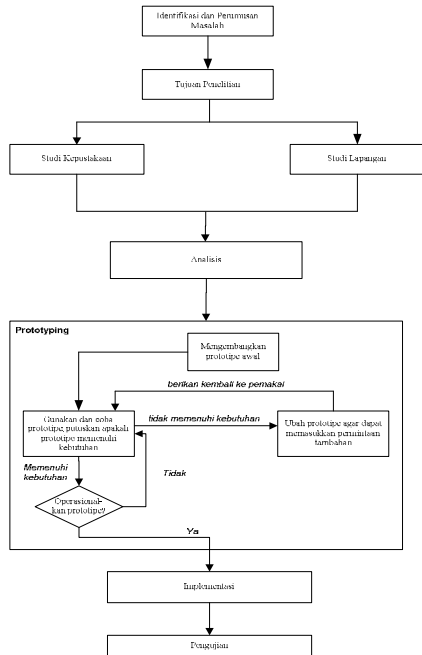 Identifikasi dan Perumusan
Masalah
Tujuan Penelitian
Studi Kepustakaan
Studi Lapangan
Analisis
Prototyping
Mengembangkan
prototipe awal
berikan kembali ke pemakai
Gunakan dan coba
prototipe, putuskan apakah
prototipe memenuhi
kebutuhan
tidak memenuhi kebutuhan
Ubah prototipe agar dapat
memasukkan permintaan
tambahan
Memenuhi
kebutuhan
Tidak
Operasional-
kan prototipe?
Ya
Implementasi
Pengujian